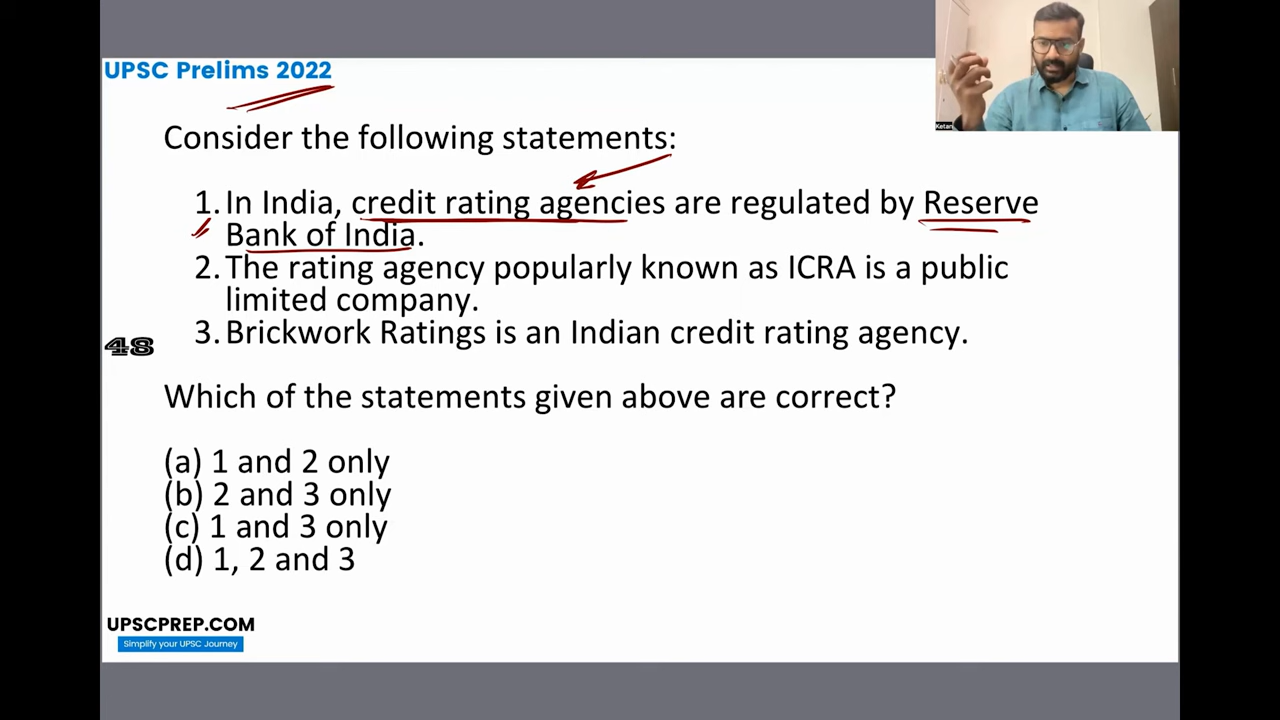 UPSC Prelims 2022
Consider the following statements:
1. In India, credit rating agencies are regulated by Reserve
Bank of India.
2. The rating agency popularly known as ICRA is a public
limited company.
3. Brickwork Ratings is an Indian credit rating agency.
48
Which of the statements given above are correct?
(a) 1 and 2 only
(b) 2 and 3 only
(c) 1 and 3 only
(d) 1, 2 and 3
UPSCPREP.COM
Simplify your UPSC Journey
Ketan